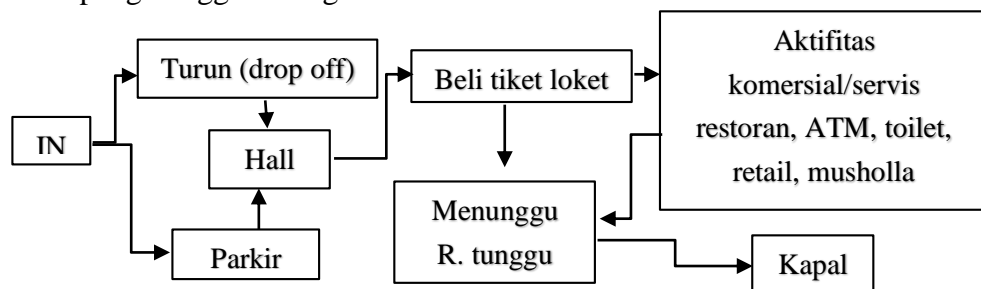 Turun (drop off)
Beli tiket loket
Aktifitas
komersial/servis
restoran, ATM, toilet,
retail, musholla
IN
Hall
Menunggu
R. tunggu
Parkir
Kapal